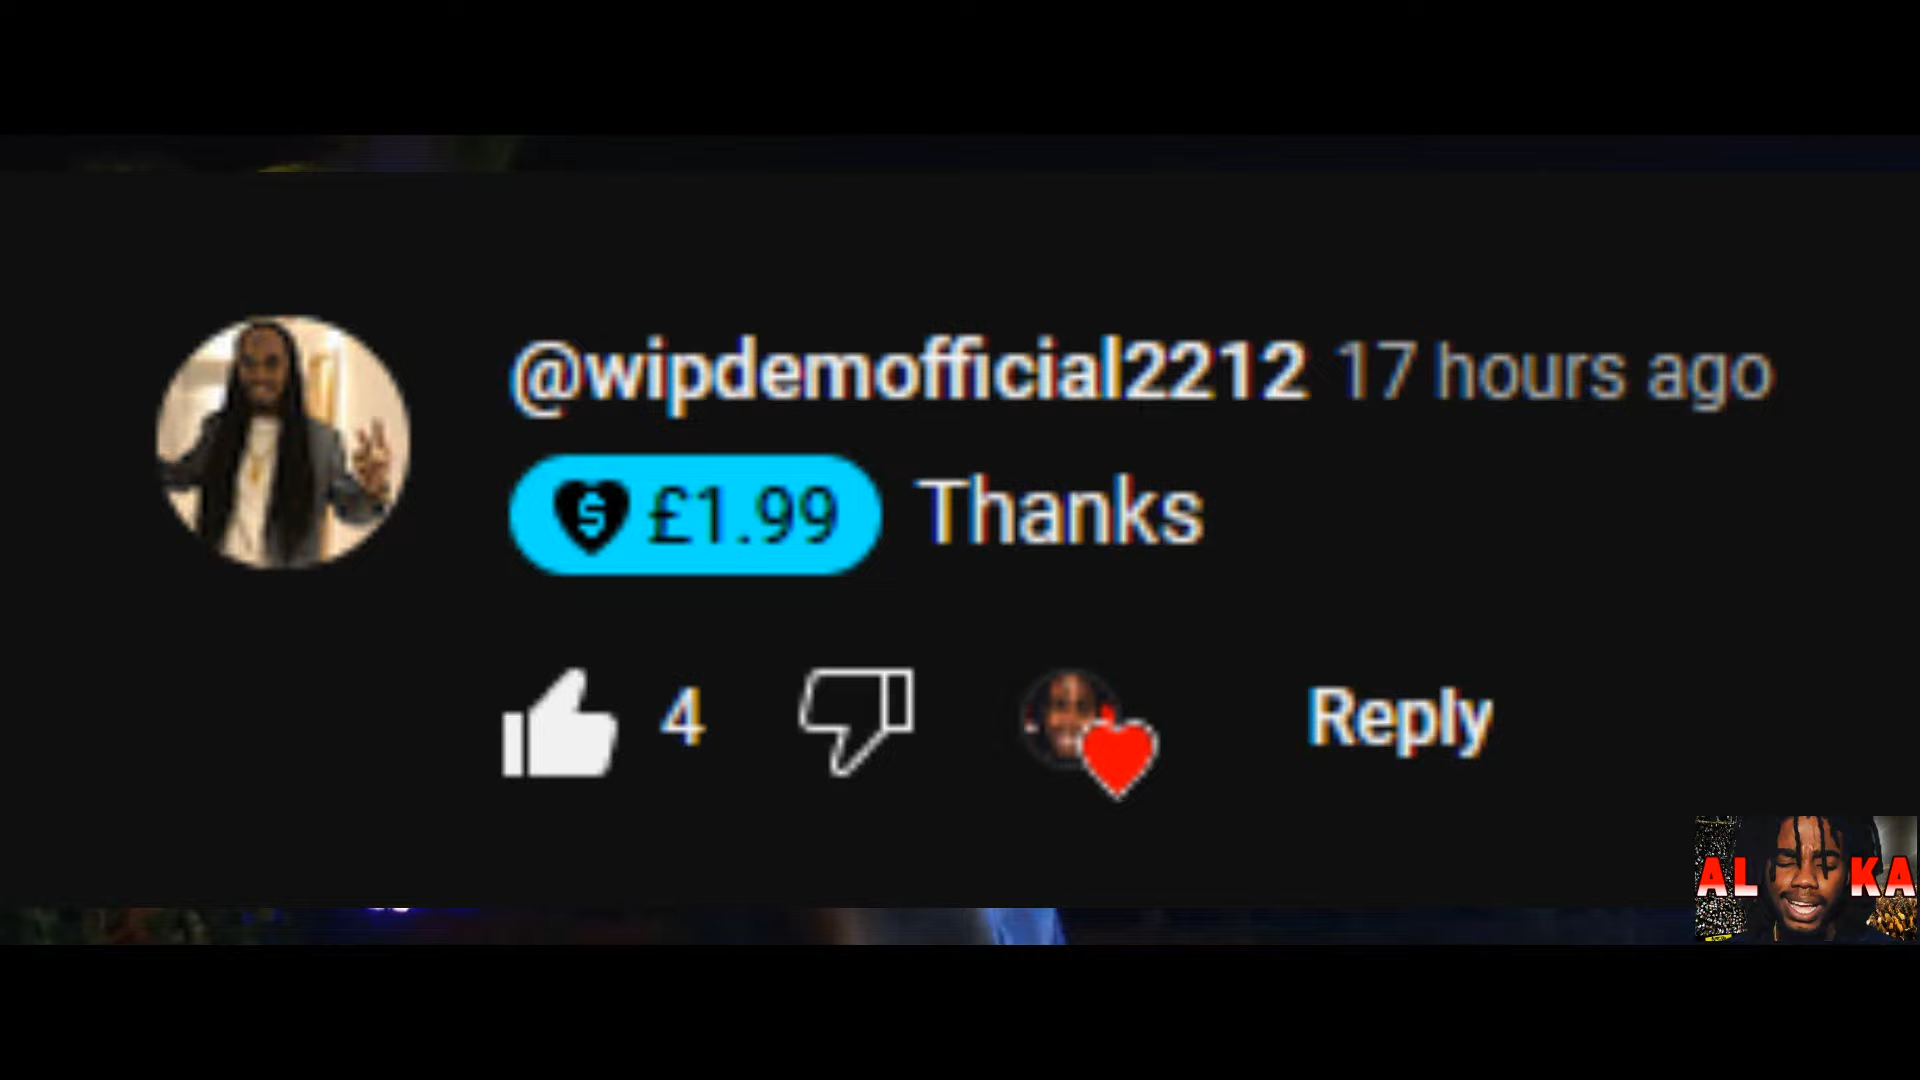 @wipdemofficial2212 17 hours ago
£1.99 Thanks
4 Reply
AL KA